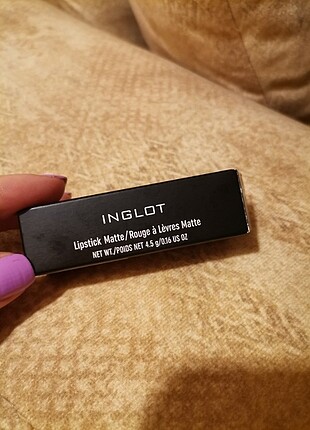 INGLOT
Lipstick Matte/Rouge à Lèvres Matte
NET WT./POIDS NET 4.5 g/0.16 US OZ